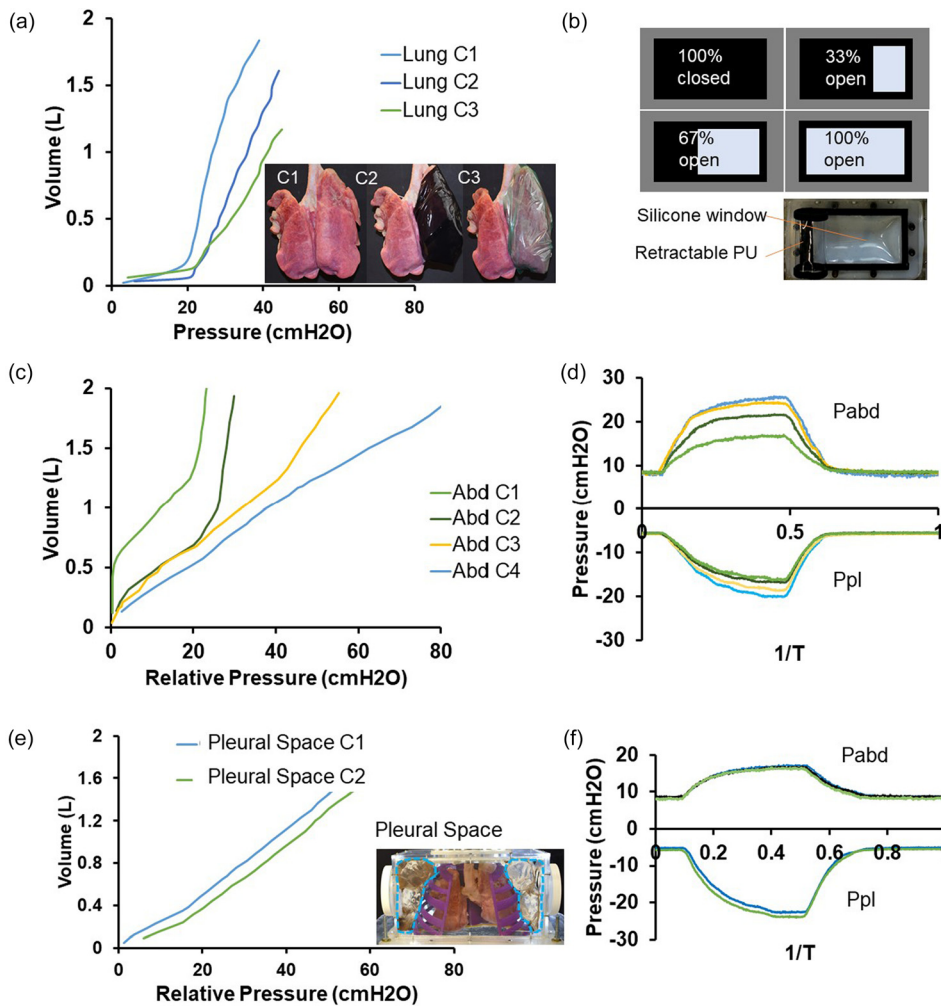 (a)
Volume (L)
2
1.5
1
0.5
0
0
20
40
60
80
Pressure (cmH2O)
Lung C1
Lung C2
Lung C3
C1
C2
C3
(b)
100%
closed
33%
open
67%
open
100%
open
Silicone window
Retractable PU
(c)
Volume (L)
2
1.5
1
0.5
0
0
20
40
60
80
Relative Pressure (cmH2O)
Abd C1
Abd C2
Abd C3
Abd C4
(d)
Pressure (cmH2O)
30
20
10
0
-10
-20
-30
0
0.5
1
Pabd
Ppl
1/T
(e)
Volume (L)
2
1.6
1.2
0.8
0.4
0
0
20
40
60
80
Relative Pressure (cmH2O)
Pleural Space C1
Pleural Space C2
Pleural Space
(f)
Pressure (cmH2O)
20
10
0
-10
-20
-30
0
0.2
0.4
0.6
0.8
Pabd
Ppl
1/T